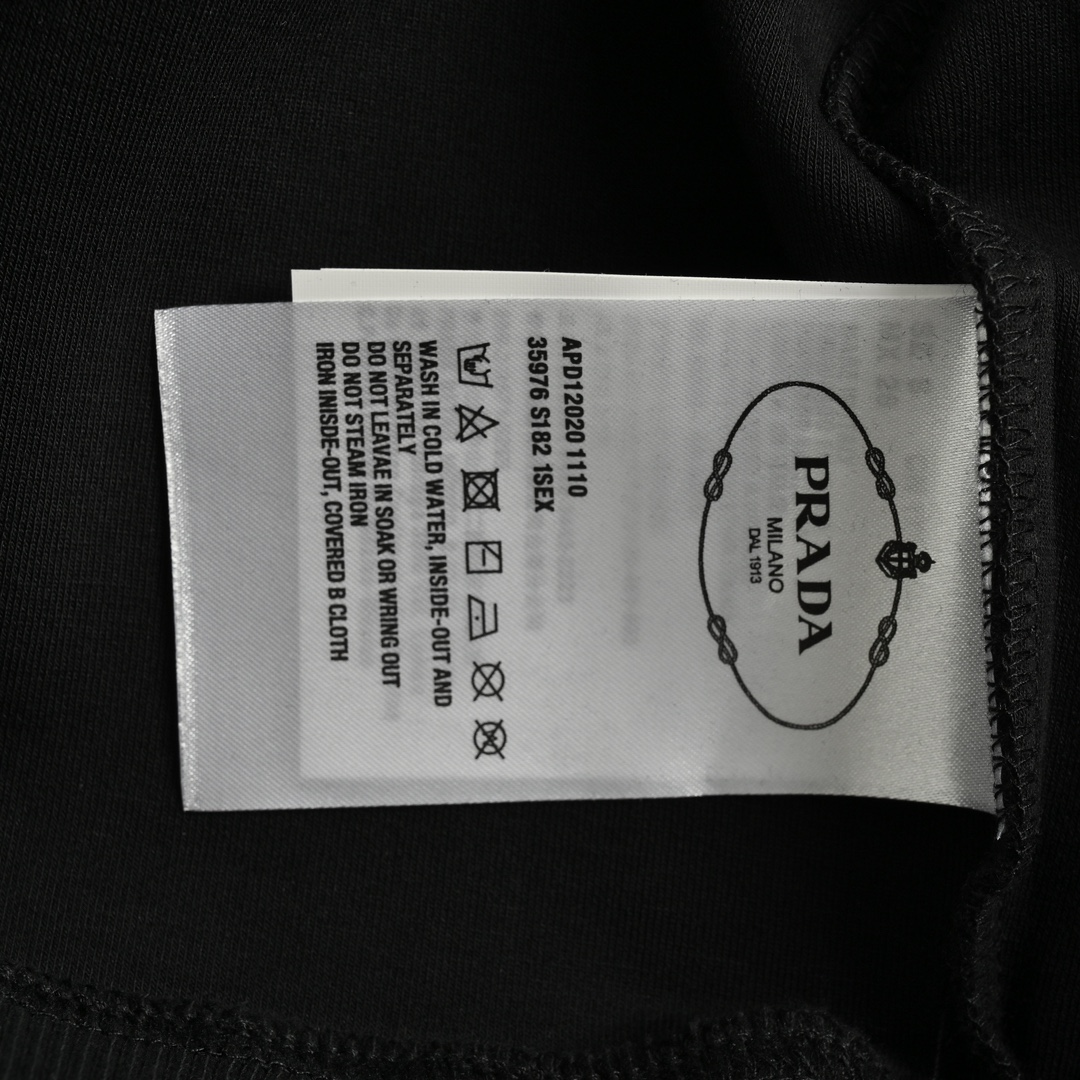 PRADA
MILANO
DAL 1913
APD12020 1110
35976 S182 1SEX
WASH IN COLD WATER, INSIDE-OUT AND
SEPARATELY
DO NOT LEAVAE IN SOAK OR WRING OUT
DO NOT STEAM IRON
IRON INISDE-OUT, COVERED B CLOTH